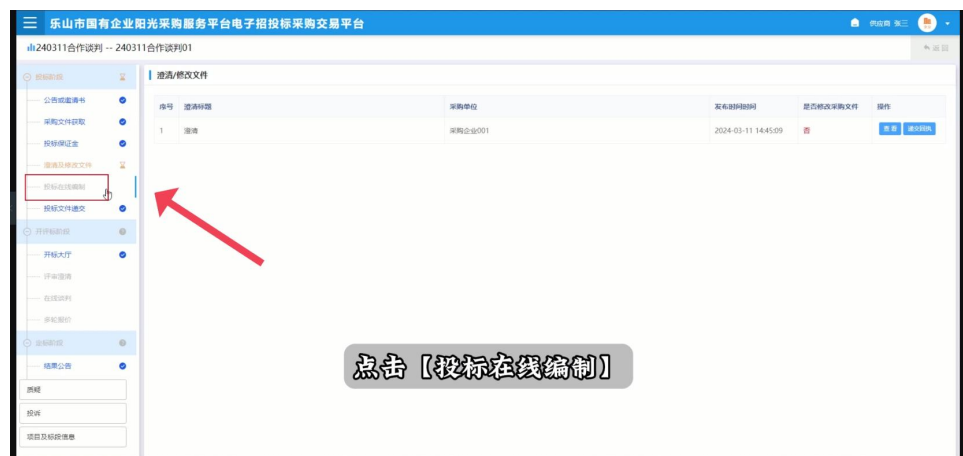 乐山市国有企业阳光采购服务平台电子招投标采购交易平台
供应商 张三
240311合作谈判 -- 240311合作谈判01
返回
投标阶段
公告或邀请书
采购文件获取
投标保证金
澄清及修改文件
投标在线编制
投标文件递交
开评标阶段
开标大厅
评审澄清
在线谈判
多轮报价
定标阶段
结果公告
质疑
投诉
项目及标段信息
澄清/修改文件
序号 澄清标题 采购单位 发布时间时间 是否修改采购文件 操作
1 澄清 采购企业001 2024-03-11 14:45:09 否 查看 递交回执
点击【投标在线编制】